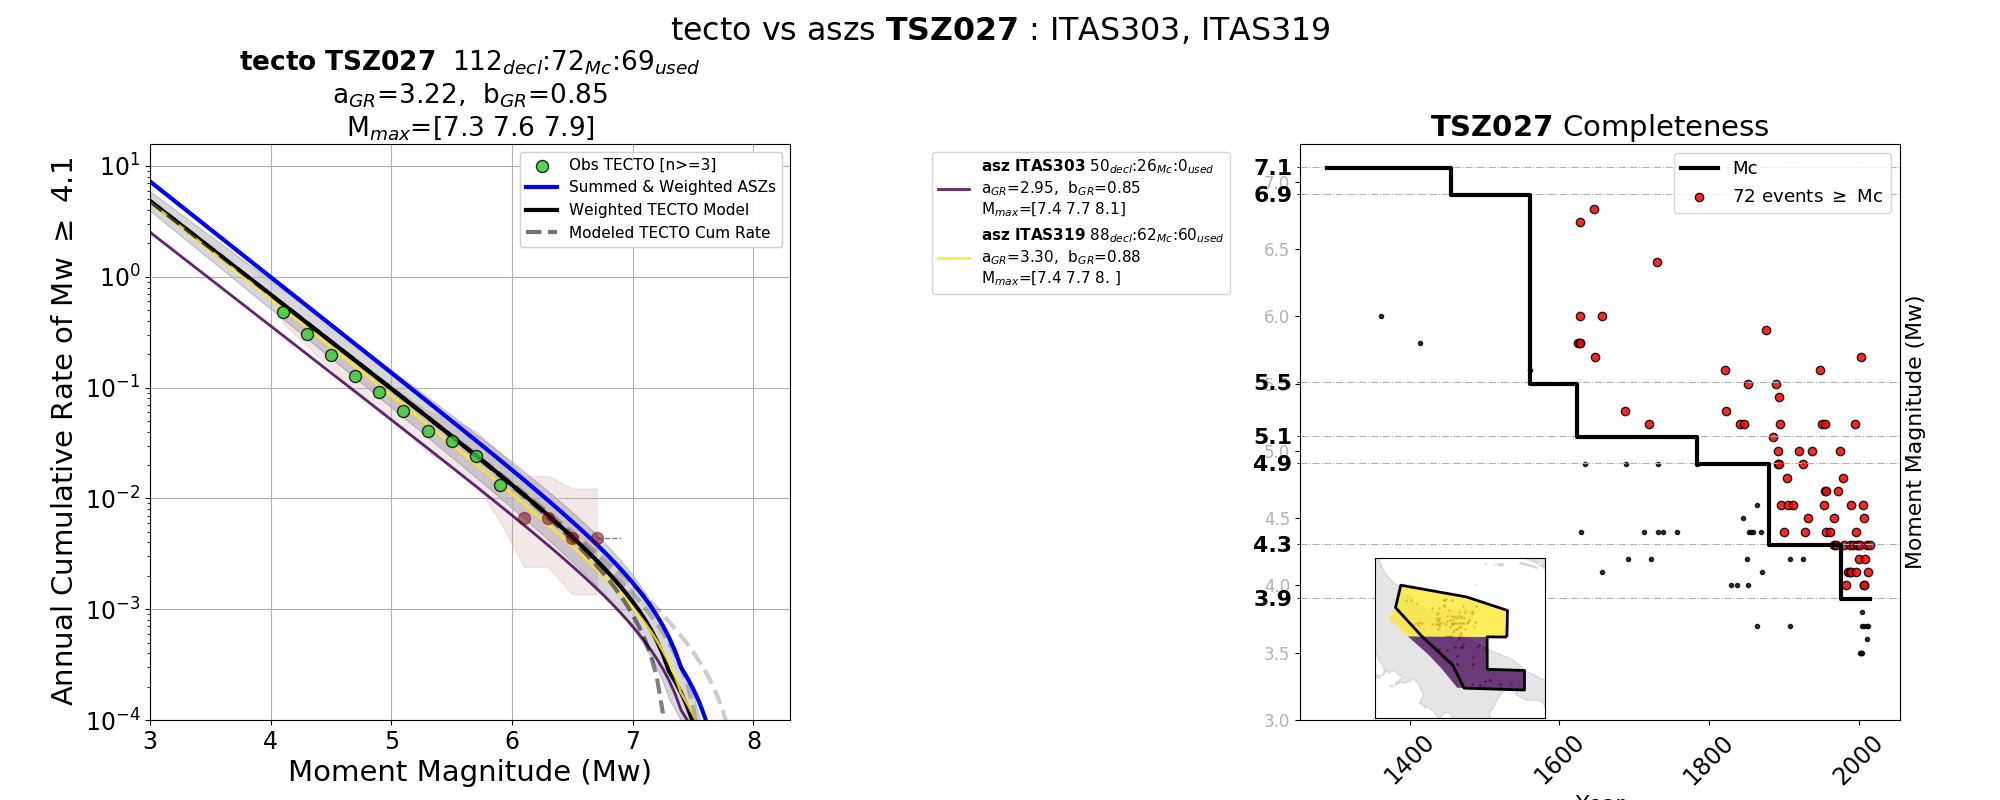 tecto vs aszs TSZ027 : ITAS303, ITAS319
tecto TSZ027 112decl:72Mc:69used
aGR=3.22, bGR=0.85
Mmax=[7.3 7.6 7.9]
Annual Cumulative Rate of Mw ≥ 4.1
10^1
10^0
10^−1
10^−2
10^−3
10^−4
Obs TECTO [n>=3]
Summed & Weighted ASZs
Weighted TECTO Model
Modeled TECTO Cum Rate
3 4 5 6 7 8
Moment Magnitude (Mw)
asz ITAS303 50decl:26Mc:0used
aGR=2.95, bGR=0.85
Mmax=[7.4 7.7 8.1]
asz ITAS319 88decl:62Mc:60used
aGR=3.30, bGR=0.88
Mmax=[7.4 7.7 8. ]
TSZ027 Completeness
Mc
72 events ≥ Mc
7.1
7.0
6.9
6.5
6.0
5.5
5.1
5.0
4.9
4.5
4.3
4.0
3.9
3.5
3.0
1400 1600 1800 2000
Year
Moment Magnitude (Mw)